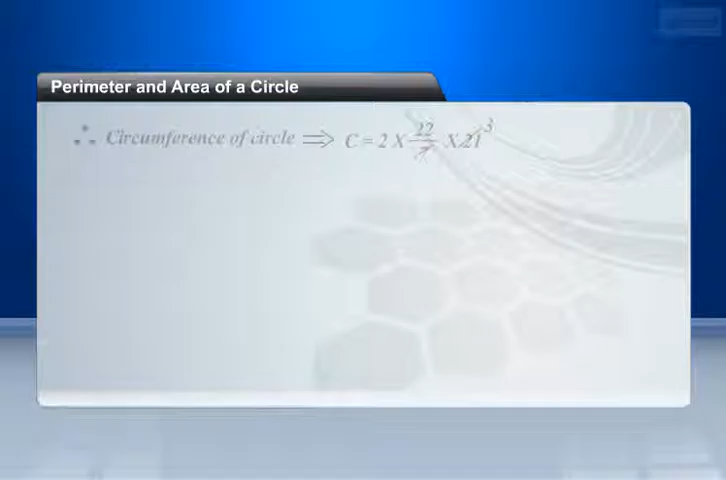 Perimeter and Area of a Circle
∴ Circumference of circle ⟹ C = 2 X 22/7 X 21 3